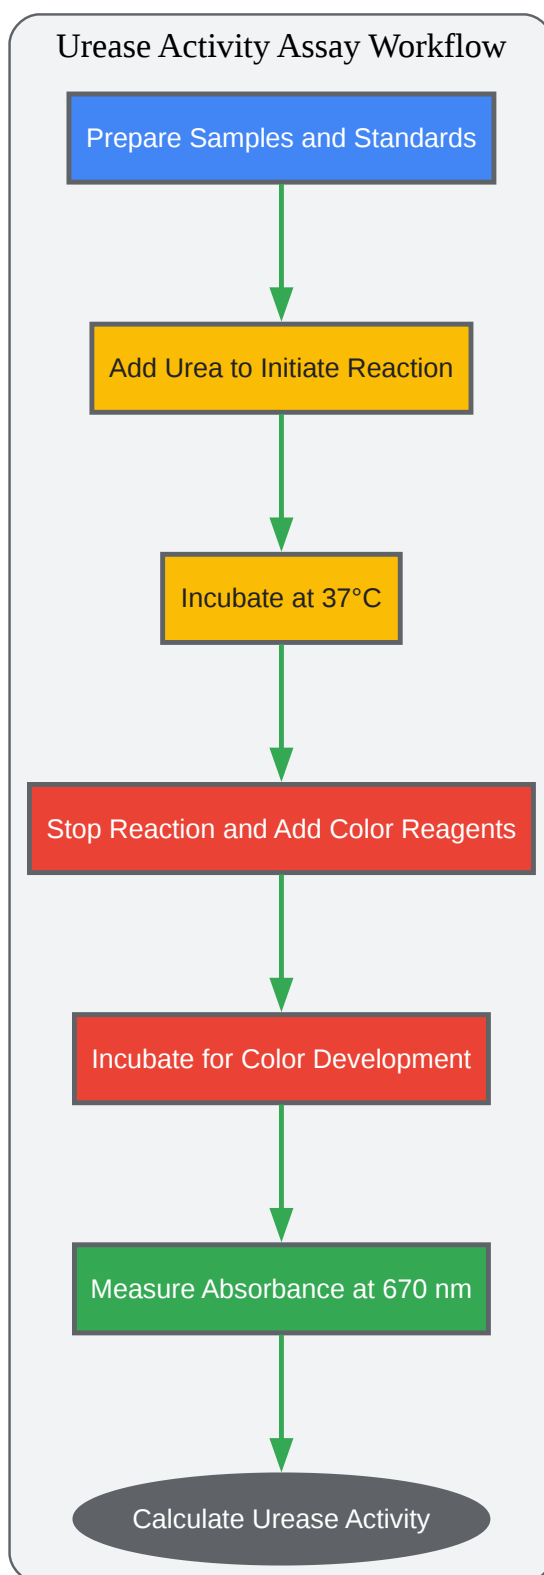 Urease Activity Assay Workflow
Prepare Samples and Standards
Add Urea to Initiate Reaction
Incubate at 37°C
Stop Reaction and Add Color Reagents
Incubate for Color Development
Measure Absorbance at 670 nm
Calculate Urease Activity